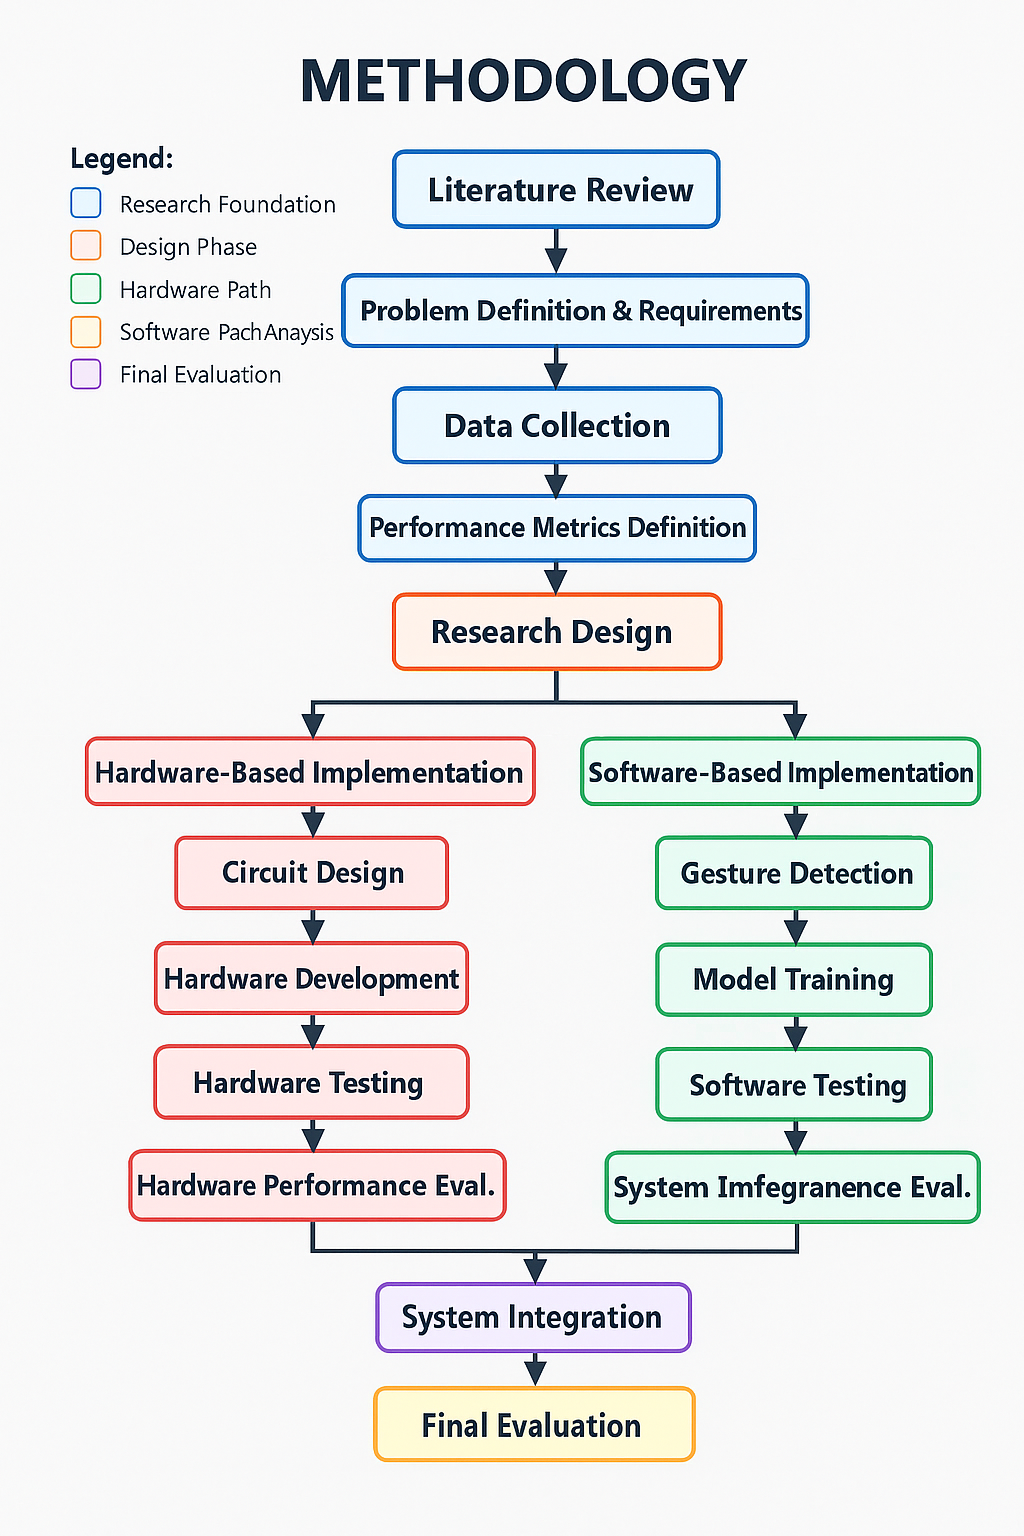 METHODOLOGY
Legend:
Research Foundation
Design Phase
Hardware Path
Software PachAnaysis
Final Evaluation
Literature Review
Problem Definition & Requirements
Data Collection
Performance Metrics Definition
Research Design
Hardware-Based Implementation
Software-Based Implementation
Circuit Design
Gesture Detection
Hardware Development
Model Training
Hardware Testing
Software Testing
Hardware Performance Eval.
System Imfegranence Eval.
System Integration
Final Evaluation